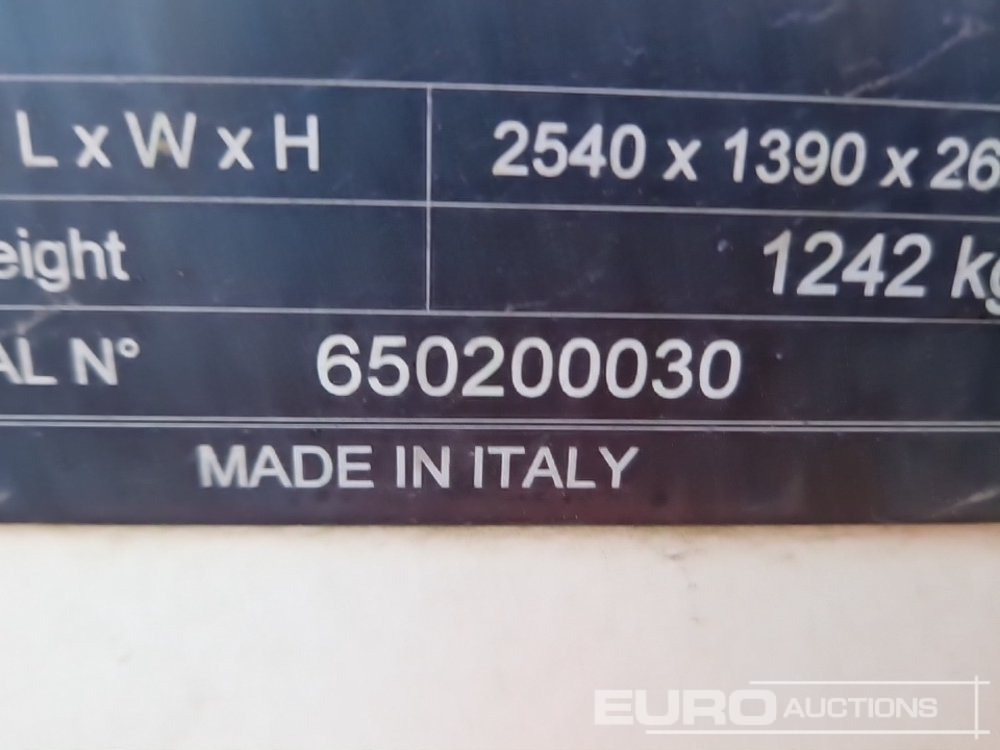 L x W x H 2540 x 1390 x 26
eight 1242 kg
AL N° 650200030
MADE IN ITALY
EURO AUCTIONS